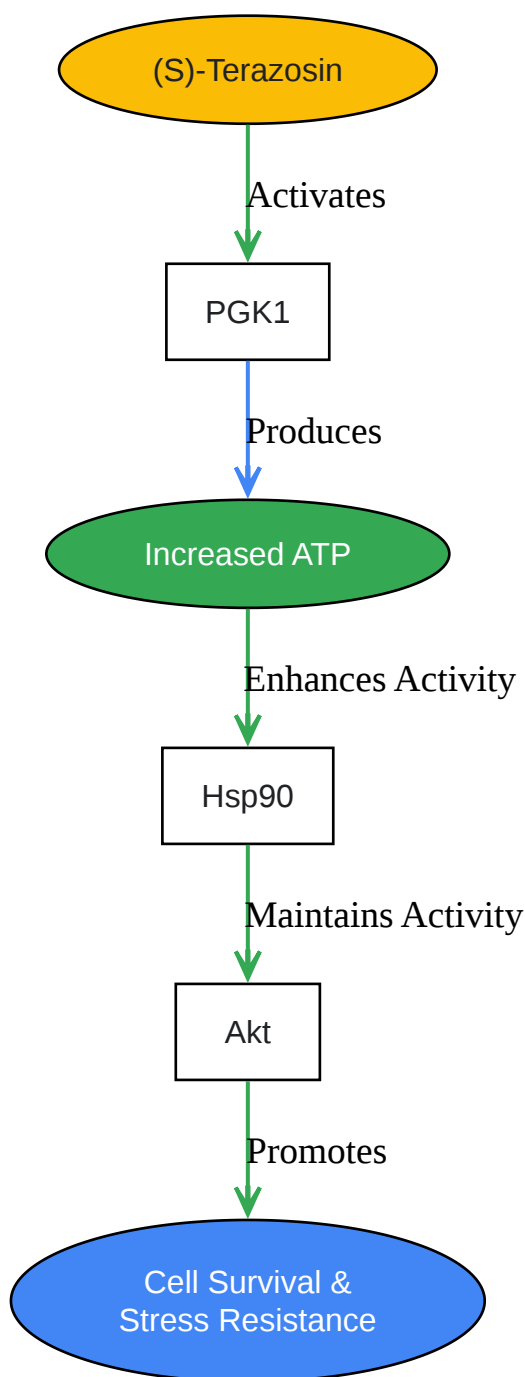 (S)-Terazosin
Activates
PGK1
Produces
Increased ATP
Enhances Activity
Hsp90
Maintains Activity
Akt
Promotes
Cell Survival &
Stress Resistance